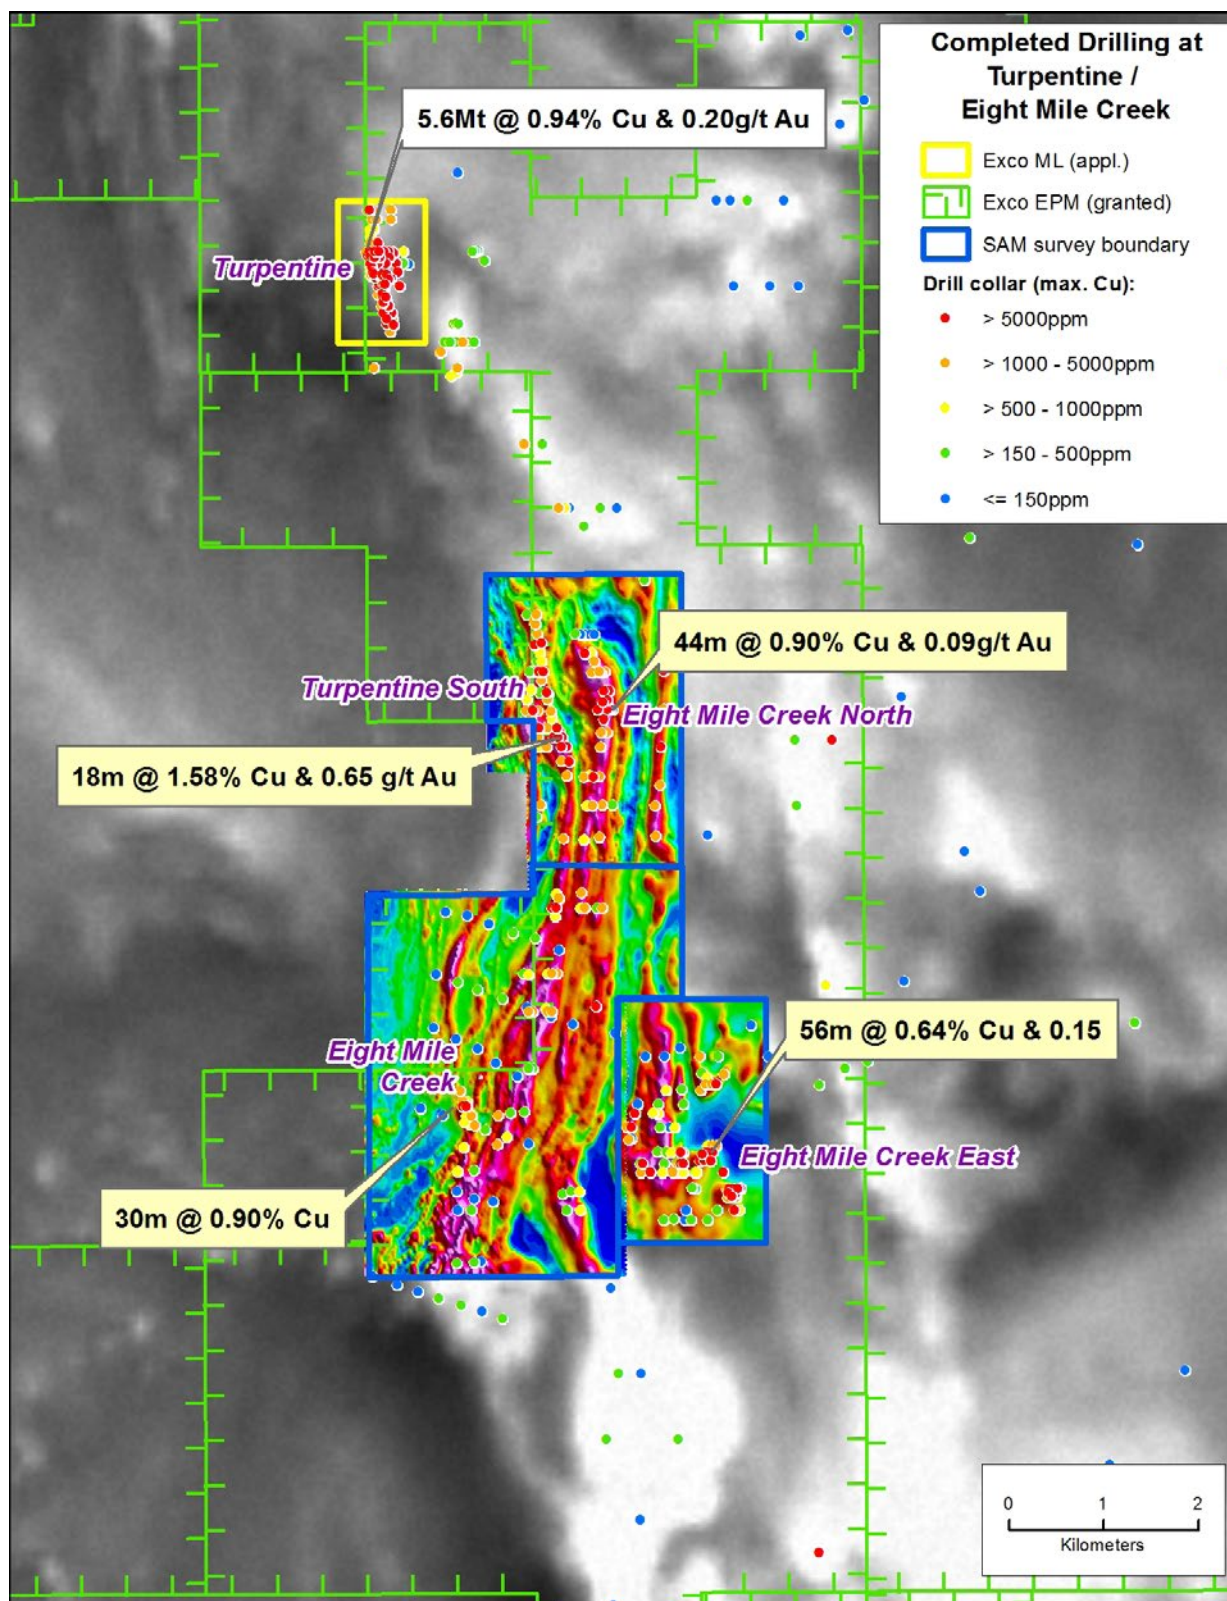 Completed Drilling at
Turpentine /
Eight Mile Creek
Exco ML (appl.)
Exco EPM (granted)
SAM survey boundary
Drill collar (max. Cu):
> 5000ppm
> 1000 - 5000ppm
> 500 - 1000ppm
> 150 - 500ppm
<= 150ppm
5.6Mt @ 0.94% Cu & 0.20g/t Au
Turpentine
44m @ 0.90% Cu & 0.09g/t Au
Turpentine South
Eight Mile Creek North
18m @ 1.58% Cu & 0.65 g/t Au
56m @ 0.64% Cu & 0.15
Eight Mile
Creek
Eight Mile Creek East
30m @ 0.90% Cu
0 1 2
Kilometers